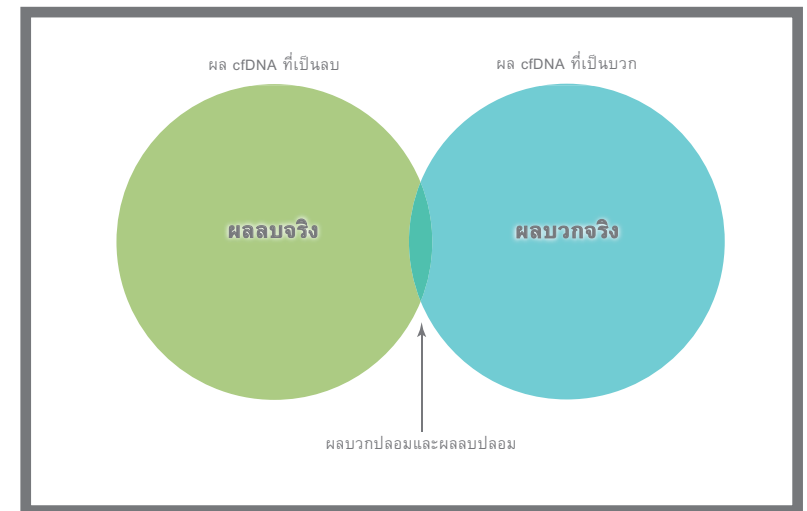 ผล cfDNA ที่เป็นลบ
ผล cfDNA ที่เป็นบวก
ผลลบจริง
ผลบวกจริง
ผลบวกปลอมและผลลบปลอม